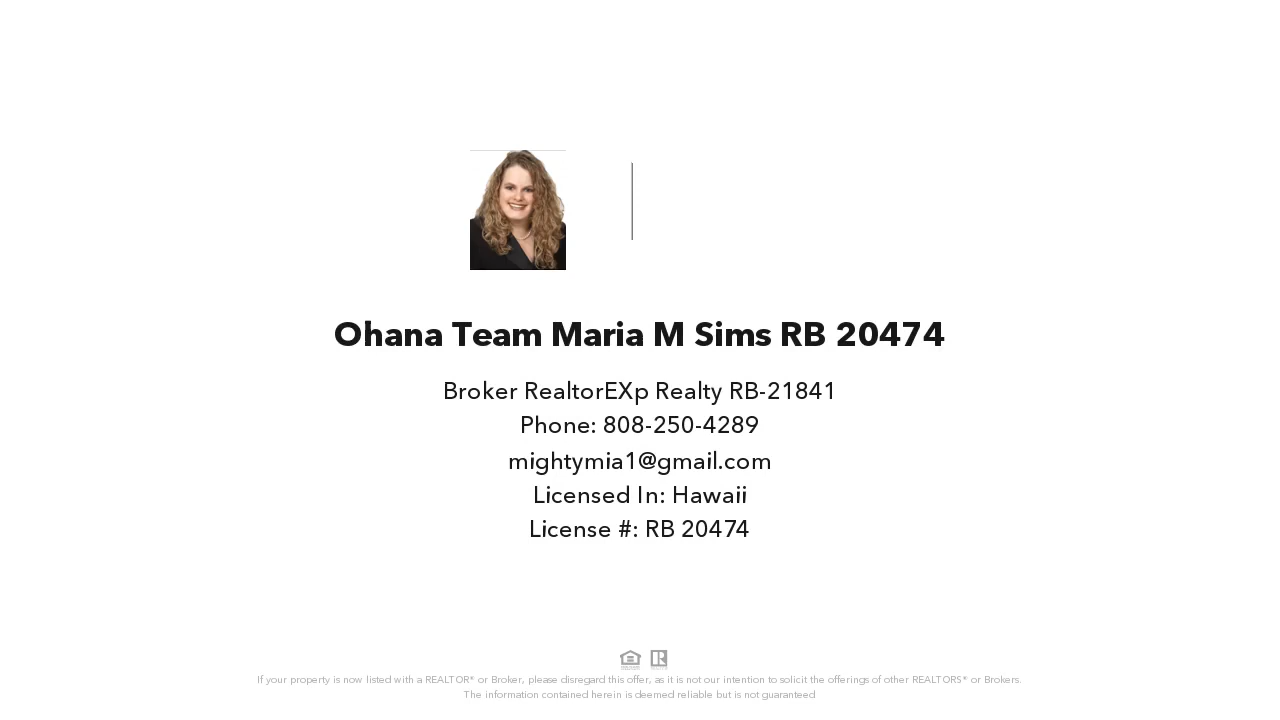 Ohana Team Maria M Sims RB 20474
Broker RealtorEXp Realty RB-21841
Phone: 808-250-4289
mightymia1@gmail.com
Licensed In: Hawaii
License #: RB 20474
If your property is now listed with a REALTOR® or Broker, please disregard this offer, as it is not our intention to solicit the offerings of other REALTORS® or Brokers.
The information contained herein is deemed reliable but is not guaranteed